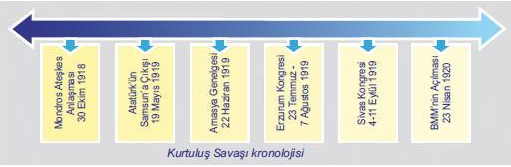 Mondros Ateşkes
Anlaşması
30 Ekim 1918
Atatürk'ün
Samsun'a Çıkışı
19 Mayıs 1919
Amasya Genelgesi
22 Haziran 1919
Erzurum Kongresi
23 Temmuz -
7 Ağustos 1919
Sivas Kongresi
4-11 Eylül 1919
BMM'nin Açılması
23 Nisan 1920
Kurtuluş Savaşı kronolojisi